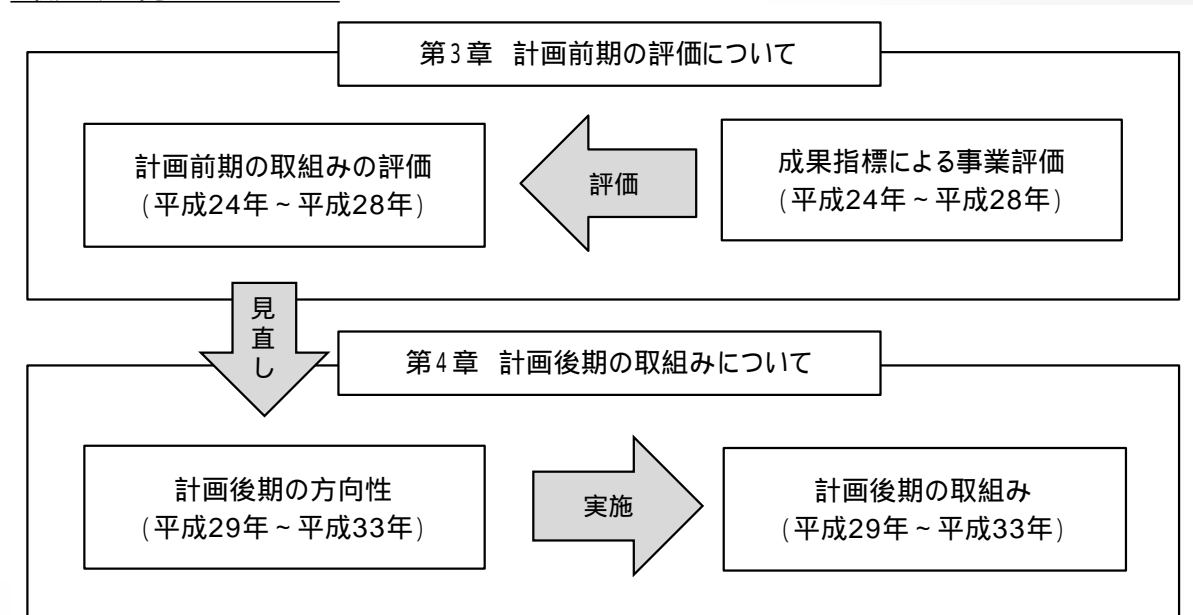 第3章 計画前期の評価について
計画前期の取組みの評価
(平成24年~平成28年)
評価
成果指標による事業評価
(平成24年~平成28年)
見直し
第4章 計画後期の取組みについて
計画後期の方向性
(平成29年~平成33年)
実施
計画後期の取組み
(平成29年~平成33年)